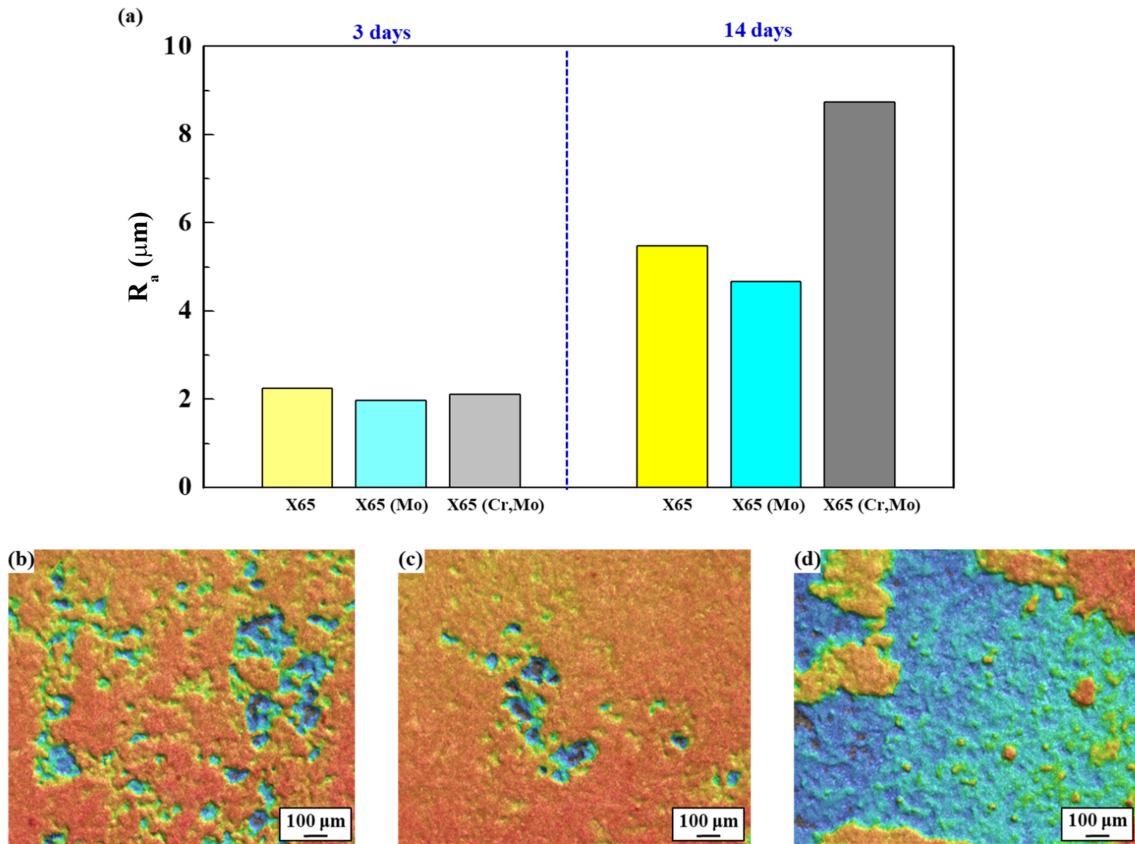 (a)
3 days
14 days
10
8
6
4
2
0
Rₐ (μm)
X65
X65 (Mo)
X65 (Cr,Mo)
X65
X65 (Mo)
X65 (Cr,Mo)
(b)
(c)
(d)
100 μm
100 μm
100 μm